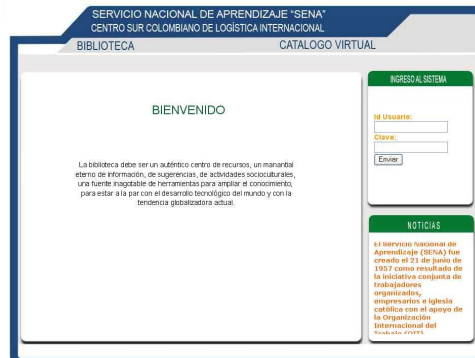 SERVICIO NACIONAL DE APRENDIZAJE "SENA"
CENTRO SUR COLOMBIANO DE LOGÍSTICA INTERNACIONAL
BIBLIOTECA
CATALOGO VIRTUAL
BIENVENIDO
La biblioteca debe ser un auténtico centro de recursos, un manantial
eterno de información, de sugerencias, de actividades socioculturales,
una fuente inagotable de herramientas para ampliar el conocimiento,
para estar a la par con el desarrollo tecnológico del mundo y con la
tendencia globalizadora actual.
INGRESO AL SISTEMA
Id Usuario:
Clave:
Enviar
NOTICIAS
El Servicio Nacional de
Aprendizaje (SENA) fue
creado el 21 de junio de
1957 como resultado de
la iniciativa conjunta de
trabajadores
organizados,
empresarios e iglesia
católica con el apoyo de
la Organización
Internacional del
Trabajo (OIT)